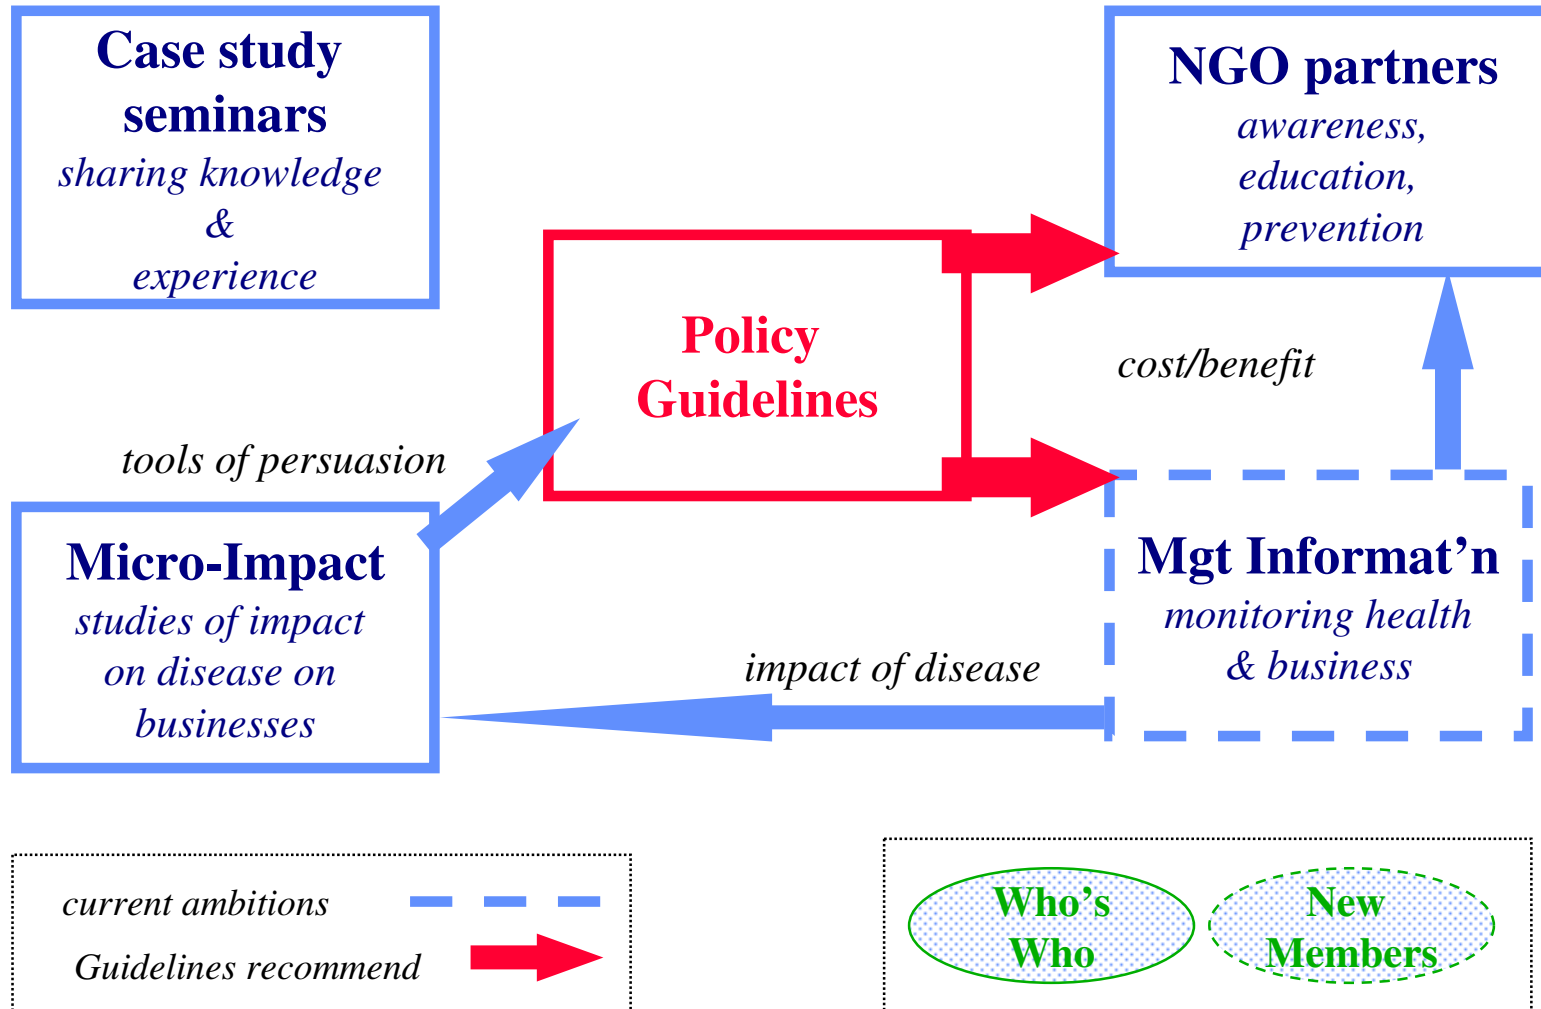 Case study
seminars
sharing knowledge
&
experience
NGO partners
awareness,
education,
prevention
Policy
Guidelines
cost/benefit
tools of persuasion
Micro-Impact
studies of impact
on disease on
businesses
impact of disease
Mgt Informat’n
monitoring health
& business
current ambitions
Guidelines recommend
Who’s
Who
New
Members